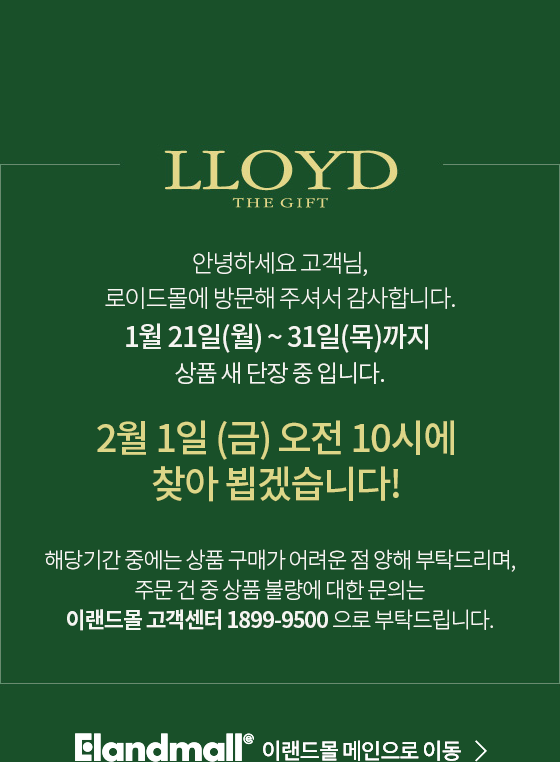 LLOYD
THE GIFT
안녕하세요 고객님,
로이드몰에 방문해 주셔서 감사합니다.
1월 21일(월) ~ 31일(목)까지
상품 새 단장 중 입니다.
2월 1일 (금) 오전 10시에
찾아 뵙겠습니다!
해당기간 중에는 상품 구매가 어려운 점 양해 부탁드리며,
주문 건 중 상품 불량에 대한 문의는
이랜드몰 고객센터 1899-9500 으로 부탁드립니다.
Elandmall 이랜드몰 메인으로 이동 >